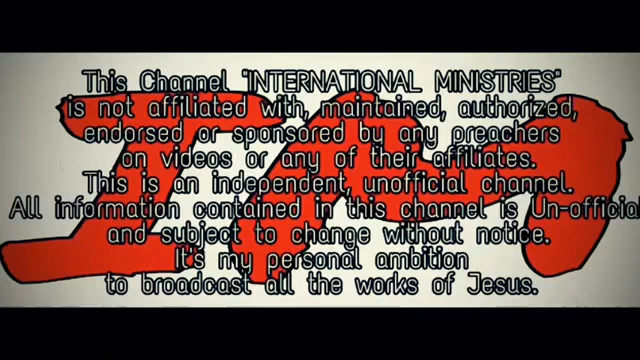 This Channel "INTERNATIONAL MINISTRIES"
is not affiliated with, maintained, authorized,
endorsed or sponsored by any preachers
on videos or any of their affiliates.
This is an independent, unofficial channel.
All information contained in this channel is Un-official
and subject to change without notice.
It's my personal ambition
to broadcast all the works of Jesus.